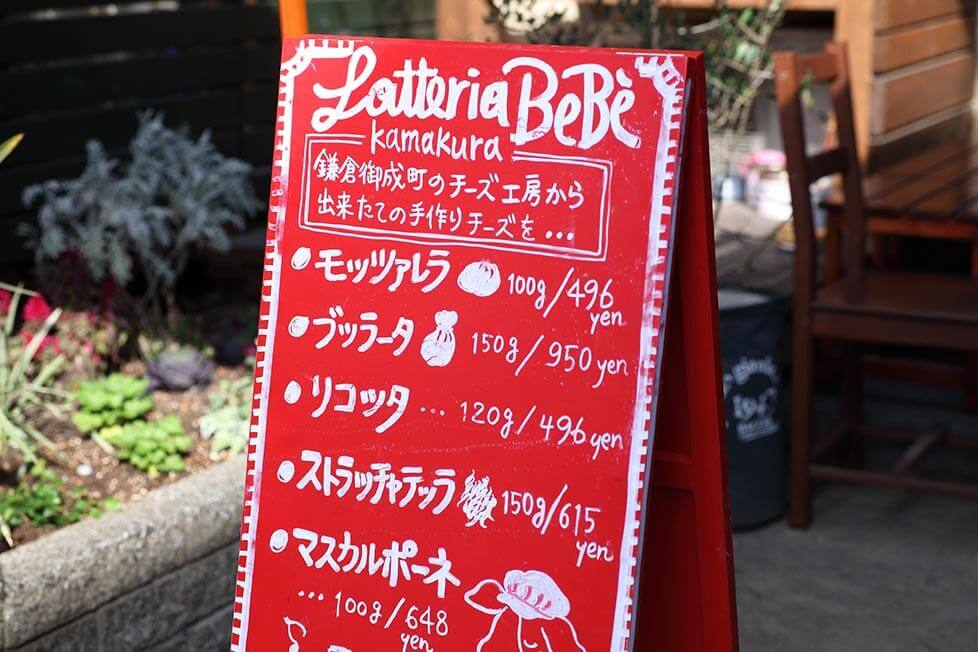 Latteria BeBè
kamakura
鎌倉御成町のチーズ工房から
出来たての手作りチーズを...
• モッツァレラ 100g/496 yen
• ブッラータ 150g/950 yen
• リコッタ ... 120g/496 yen
• ストラッチャテッラ 150g/615 yen
• マスカルポーネ
... 100g/648 yen